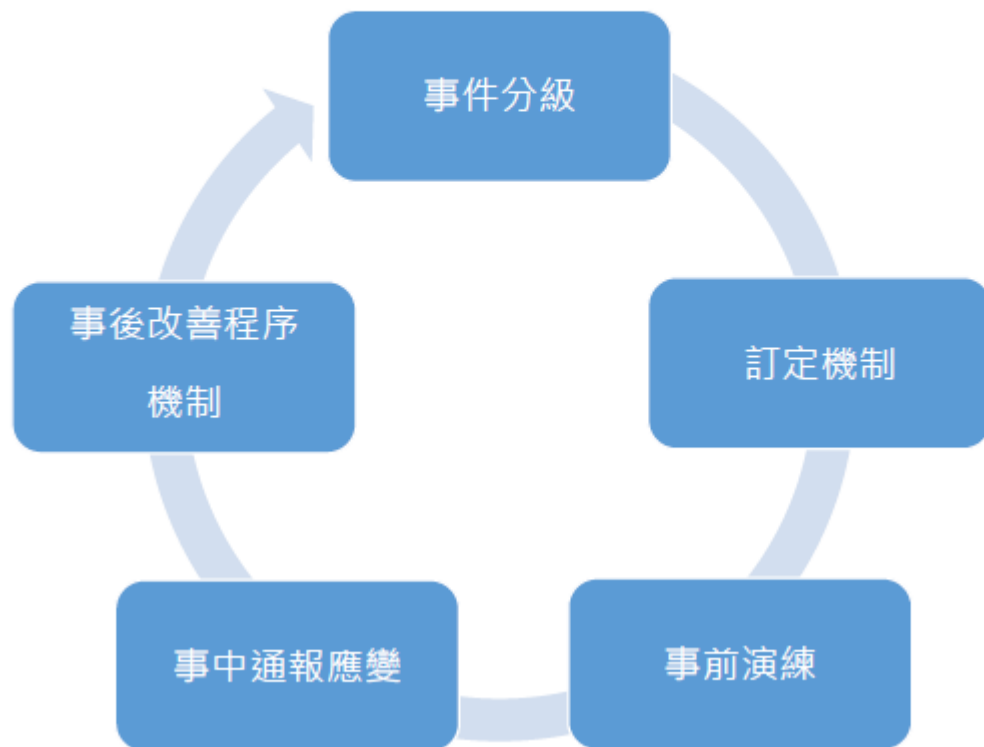 事件分級
訂定機制
事前演練
事中通報應變
事後改善程序
機制